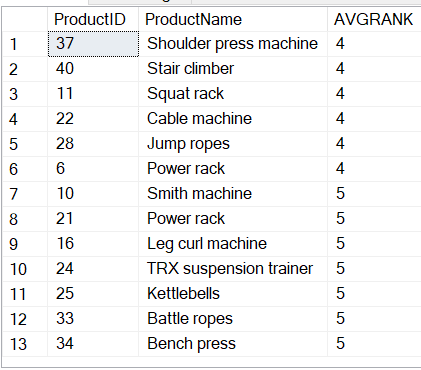 ProductID ProductName AVGRANK
1 37 Shoulder press machine 4
2 40 Stair climber 4
3 11 Squat rack 4
4 22 Cable machine 4
5 28 Jump ropes 4
6 6 Power rack 4
7 10 Smith machine 5
8 21 Power rack 5
9 16 Leg curl machine 5
10 24 TRX suspension trainer 5
11 25 Kettlebells 5
12 33 Battle ropes 5
13 34 Bench press 5